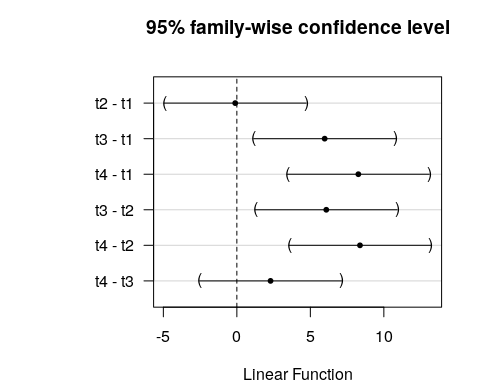 95% family-wise confidence level
t2 - t1
t3 - t1
t4 - t1
t3 - t2
t4 - t2
t4 - t3
-5 0 5 10
Linear Function